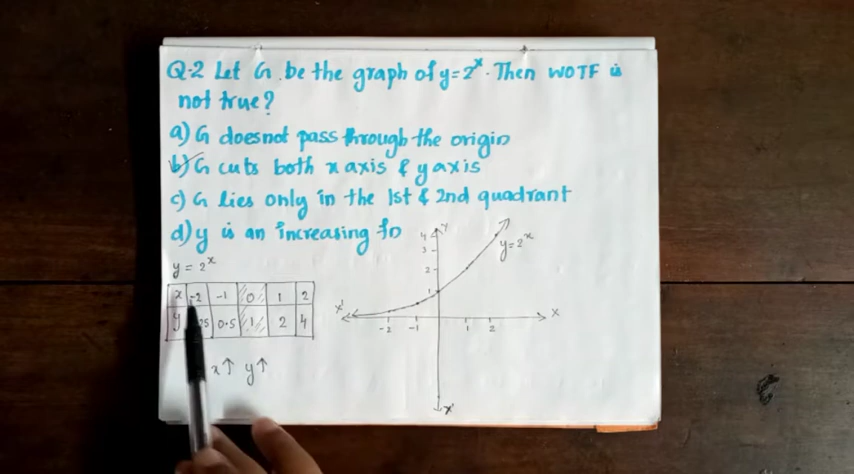 Q.2 Let G be the graph of y=2^x. Then WOTF is
not true?
a) G doesnot pass through the origin
b) G cuts both x axis & y axis
c) G lies only in the 1st & 2nd quadrant
d) y is an increasing fn
y = 2^x
x -2 -1 0 1 2
y 0.5 1 2 4
x↑ y↑
Y
4
3
2
1
y=2^x
X' X
-2 -1 1 2